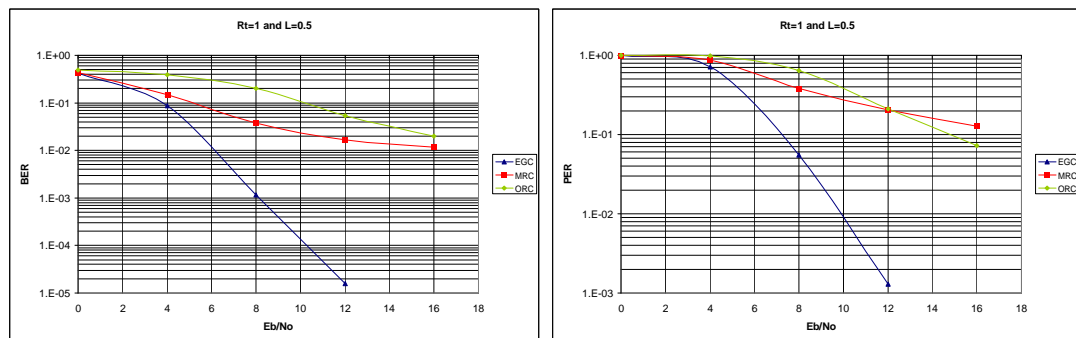 Rt=1 and L=0.5
1.E+00
1.E-01
1.E-02
1.E-03
1.E-04
1.E-05
BER
0 2 4 6 8 10 12 14 16 18
Eb/No
EGC
MRC
ORC
Rt=1 and L=0.5
1.E+00
1.E-01
1.E-02
1.E-03
PER
0 2 4 6 8 10 12 14 16 18
Eb/No
EGC
MRC
ORC